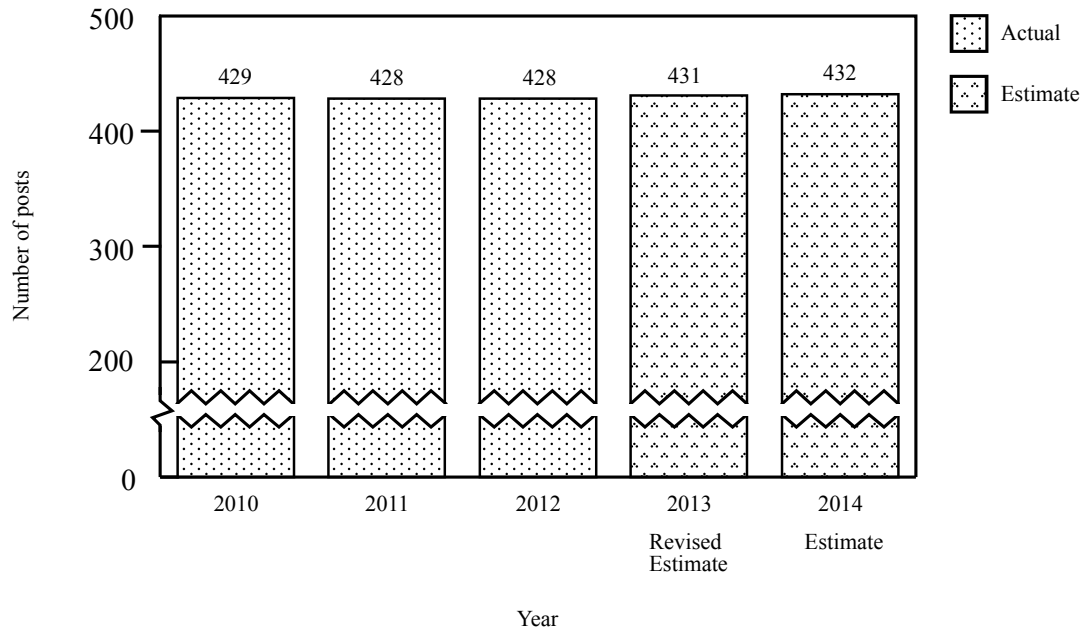 500
400
300
200
0
Number of posts
429
428
428
431
432
2010
2011
2012
2013
2014
Revised
Estimate
Estimate
Year
Actual
Estimate